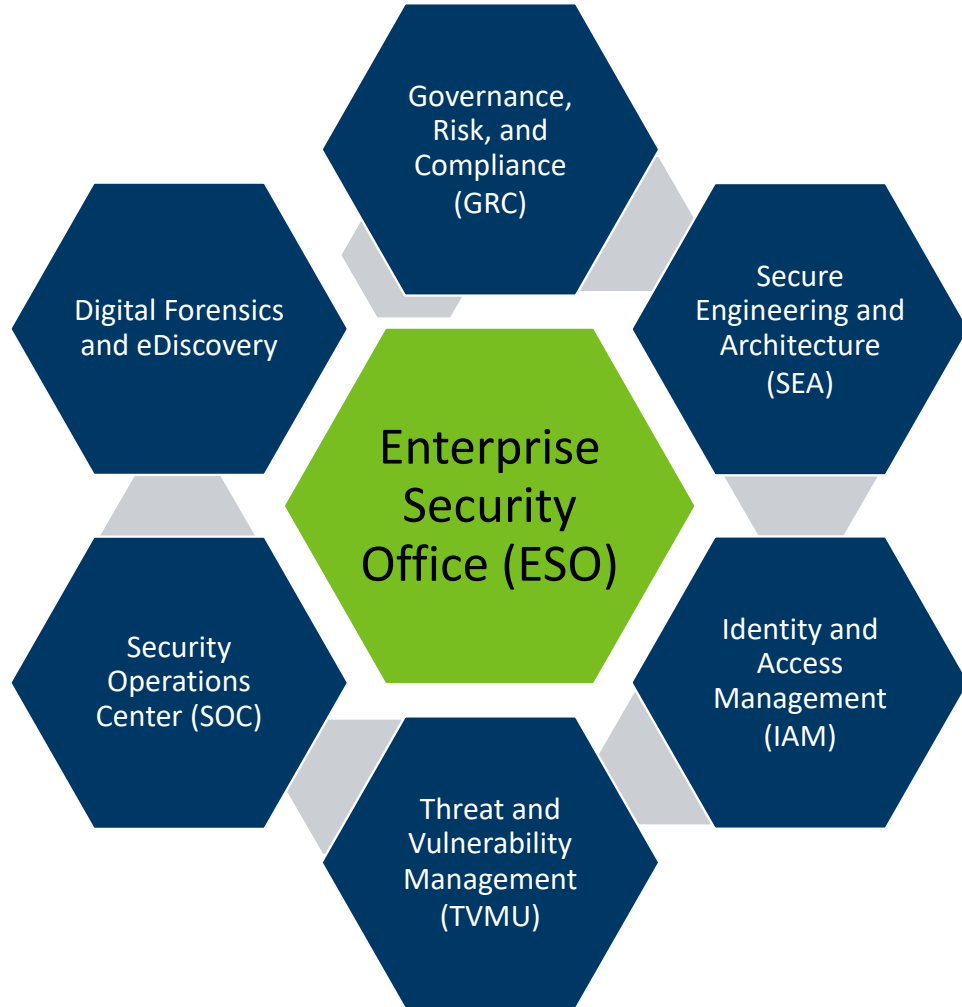 Governance,
Risk, and
Compliance
(GRC)
Secure
Engineering and
Architecture
(SEA)
Digital Forensics
and eDiscovery
Enterprise
Security
Office (ESO)
Identity and
Access
Management
(IAM)
Security
Operations
Center (SOC)
Threat and
Vulnerability
Management
(TVMU)